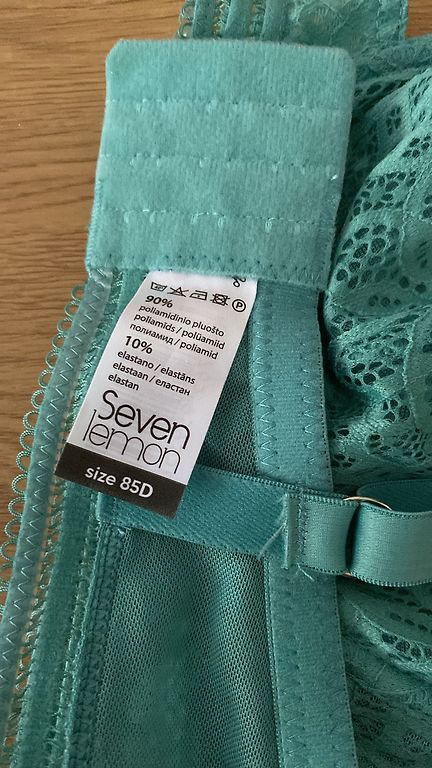 90%
poliamidinio pluošto
poliamīds / polüamiid
полиамид / poliamid
10%
elastano / elastāns
elastaan / еластан
elastan
Seven
lemon
size 85D